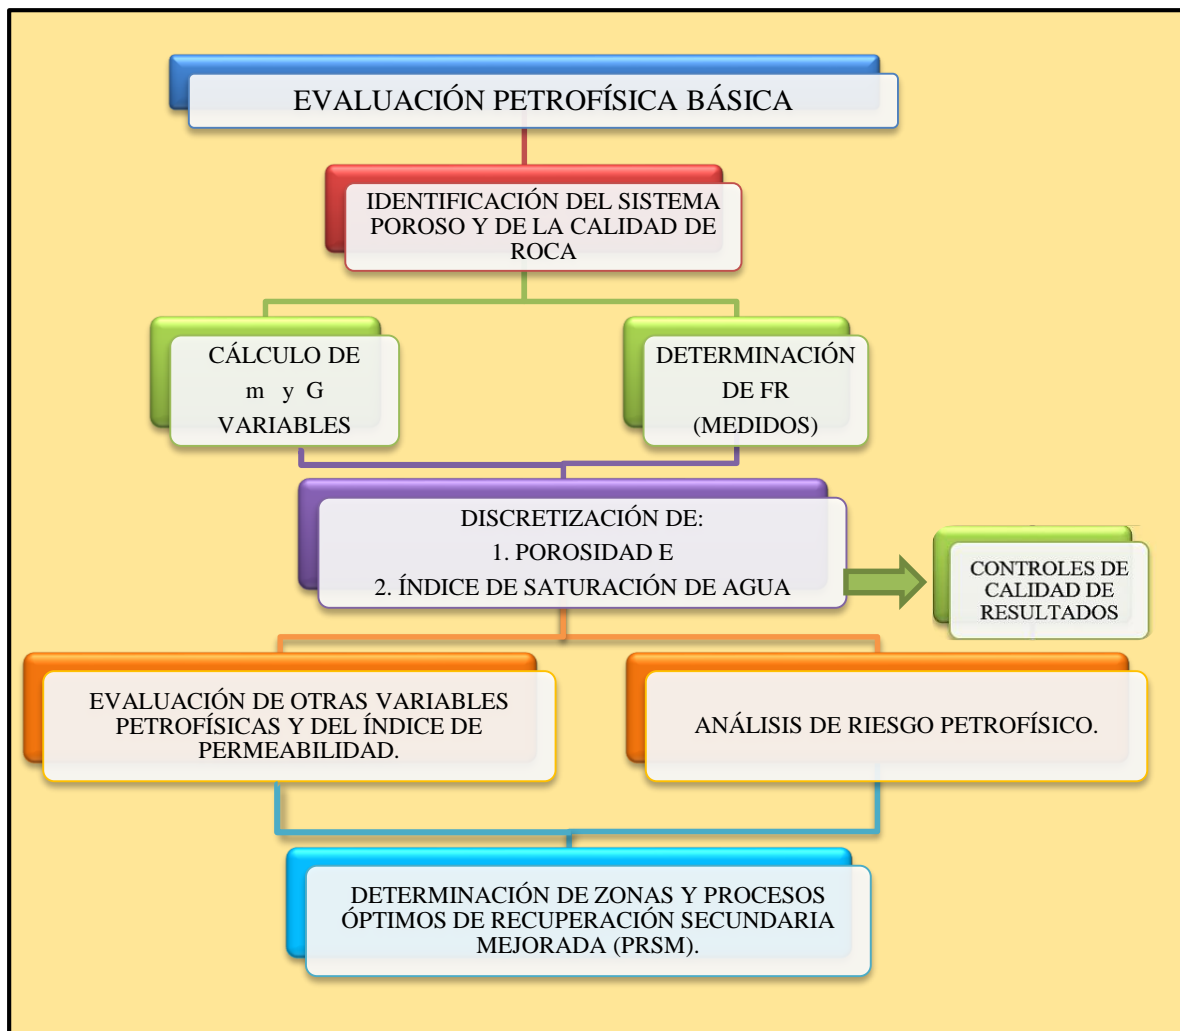 EVALUACIÓN PETROFÍSICA BÁSICA
IDENTIFICACIÓN DEL SISTEMA
POROSO Y DE LA CALIDAD DE
ROCA
CÁLCULO DE
m y G
VARIABLES
DETERMINACIÓN
DE FR
(MEDIDOS)
DISCRETIZACIÓN DE:
1. POROSIDAD E
2. ÍNDICE DE SATURACIÓN DE AGUA
CONTROLES DE
CALIDAD DE
RESULTADOS
EVALUACIÓN DE OTRAS VARIABLES
PETROFÍSICAS Y DEL ÍNDICE DE
PERMEABILIDAD.
ANÁLISIS DE RIESGO PETROFÍSICO.
DETERMINACIÓN DE ZONAS Y PROCESOS
ÓPTIMOS DE RECUPERACIÓN SECUNDARIA
MEJORADA (PRSM).